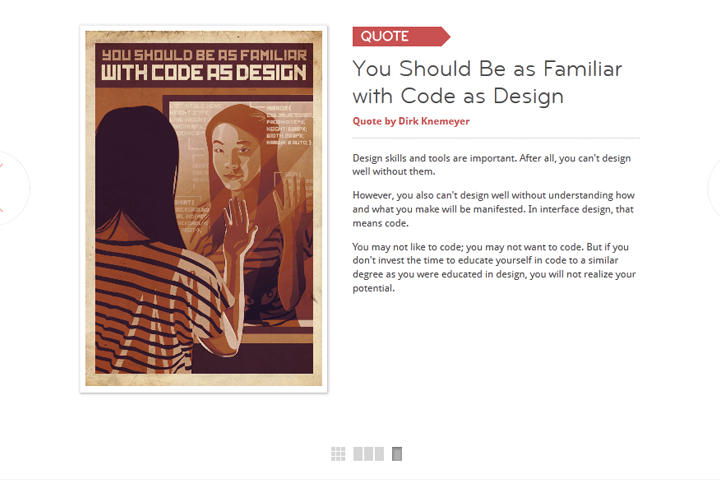 YOU SHOULD BE AS FAMILIAR
WITH CODE AS DESIGN
QUOTE
You Should Be as Familiar
with Code as Design
Quote by Dirk Knemeyer
Design skills and tools are important. After all, you can't design
well without them.
However, you also can't design well without understanding how
and what you make will be manifested. In interface design, that
means code.
You may not like to code; you may not want to code. But if you
don't invest the time to educate yourself in code to a similar
degree as you were educated in design, you will not realize your
potential.